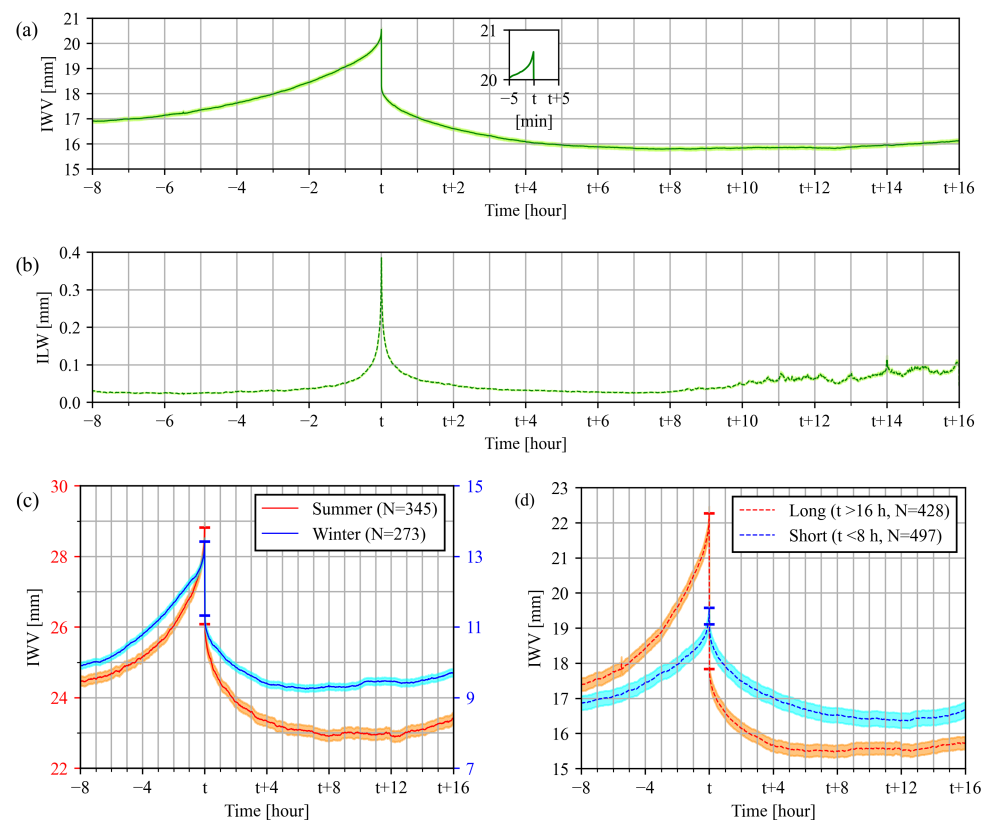 (a)
IWV [mm]
21
20
19
18
17
16
15
−8
−6
−4
−2
t
t+2
t+4
t+6
t+8
t+10
t+12
t+14
t+16
Time [hour]
21
20
−5
t
t+5
[min]
(b)
ILW [mm]
0.4
0.3
0.2
0.1
0.0
−8
−6
−4
−2
t
t+2
t+4
t+6
t+8
t+10
t+12
t+14
t+16
Time [hour]
(c)
IWV [mm]
30
28
26
24
22
15
13
11
9
7
Summer (N=345)
Winter (N=273)
−8
−4
t
t+4
t+8
t+12
t+16
Time [hour]
(d)
IWV [mm]
23
22
21
20
19
18
17
16
15
Long (t >16 h, N=428)
Short (t <8 h, N=497)
−8
−4
t
t+4
t+8
t+12
t+16
Time [hour]